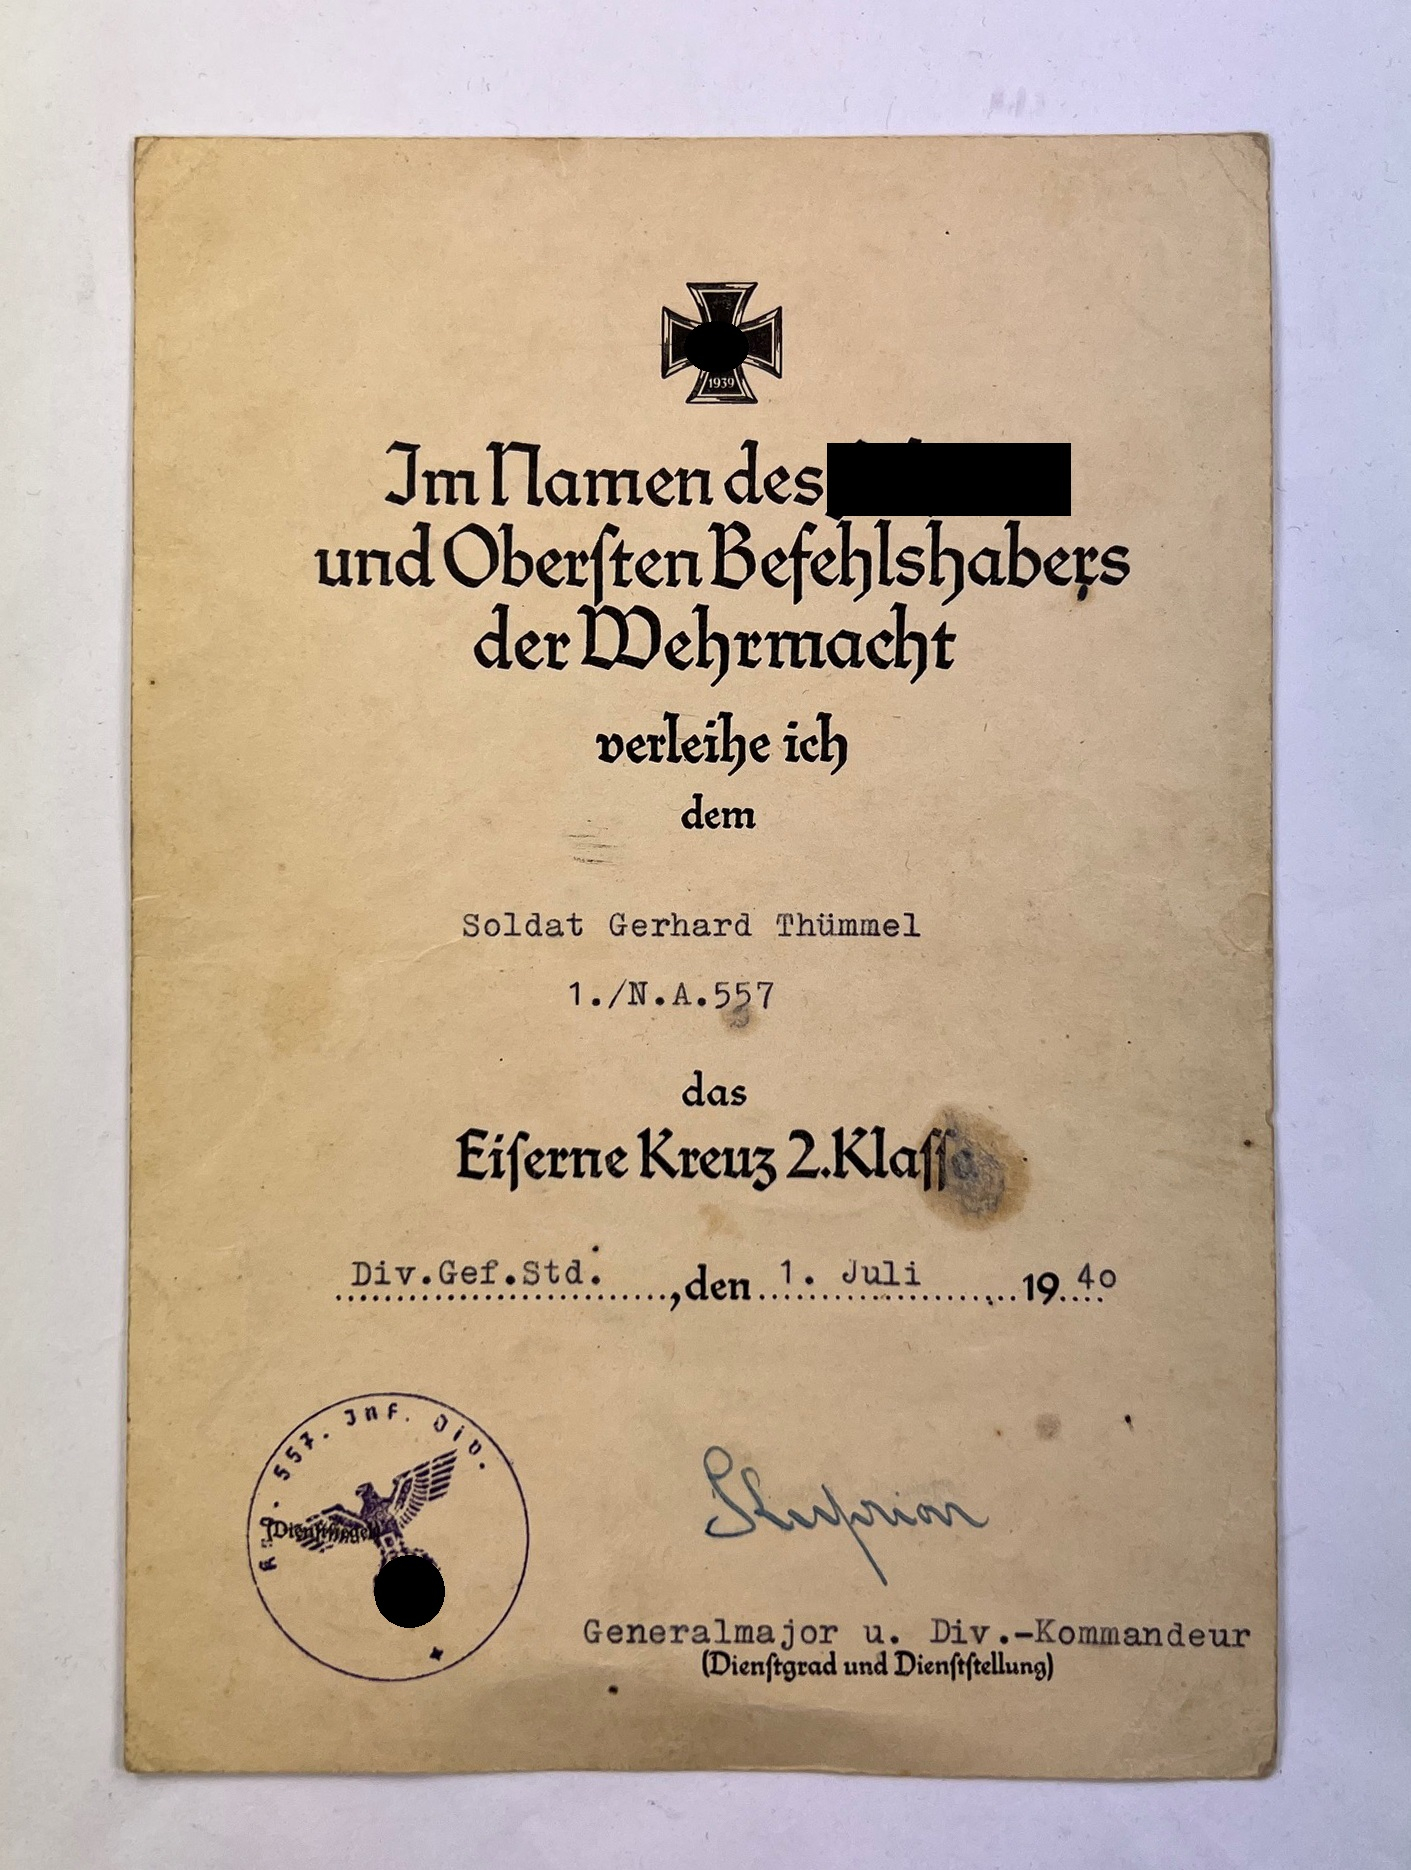 1939
Im Namen des
und Oberſten Befehlshabers
der Wehrmacht
verleihe ich
dem
Soldat Gerhard Thümmel
1./N.A.557
das
Eiſerne Kreuz 2.Klaſſe
Div.Gef.Std. , den 1. Juli 19 40
557. Inf. Div.
(Dienſtſiegel)
Generalmajor u. Div.-Kommandeur
(Dienſtgrad und Dienſtſtellung)